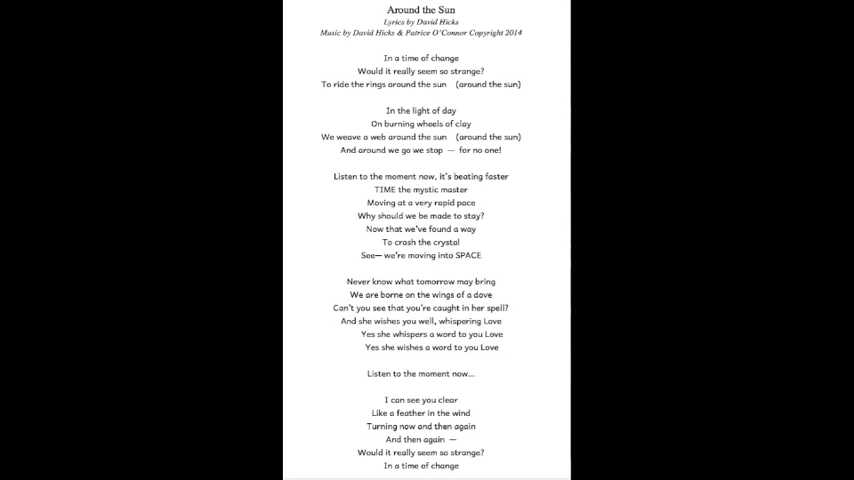 Around the Sun
Lyrics by David Hicks
Music by David Hicks & Patrice O'Connor Copyright 2014
In a time of change
Would it really seem so strange?
To ride the rings around the sun (around the sun)
In the light of day
On burning wheels of clay
We weave a web around the sun (around the sun)
And around we go we stop — for no one!
Listen to the moment now, it's beating faster
TIME the mystic master
Moving at a very rapid pace
Why should we be made to stay?
Now that we've found a way
To crash the crystal
See— we're moving into SPACE
Never know what tomorrow may bring
We are borne on the wings of a dove
Can't you see that you're caught in her spell?
And she wishes you well, whispering Love
Yes she whispers a word to you Love
Yes she wishes a word to you Love
Listen to the moment now...
I can see you clear
Like a feather in the wind
Turning now and then again
And then again —
Would it really seem so strange?
In a time of change